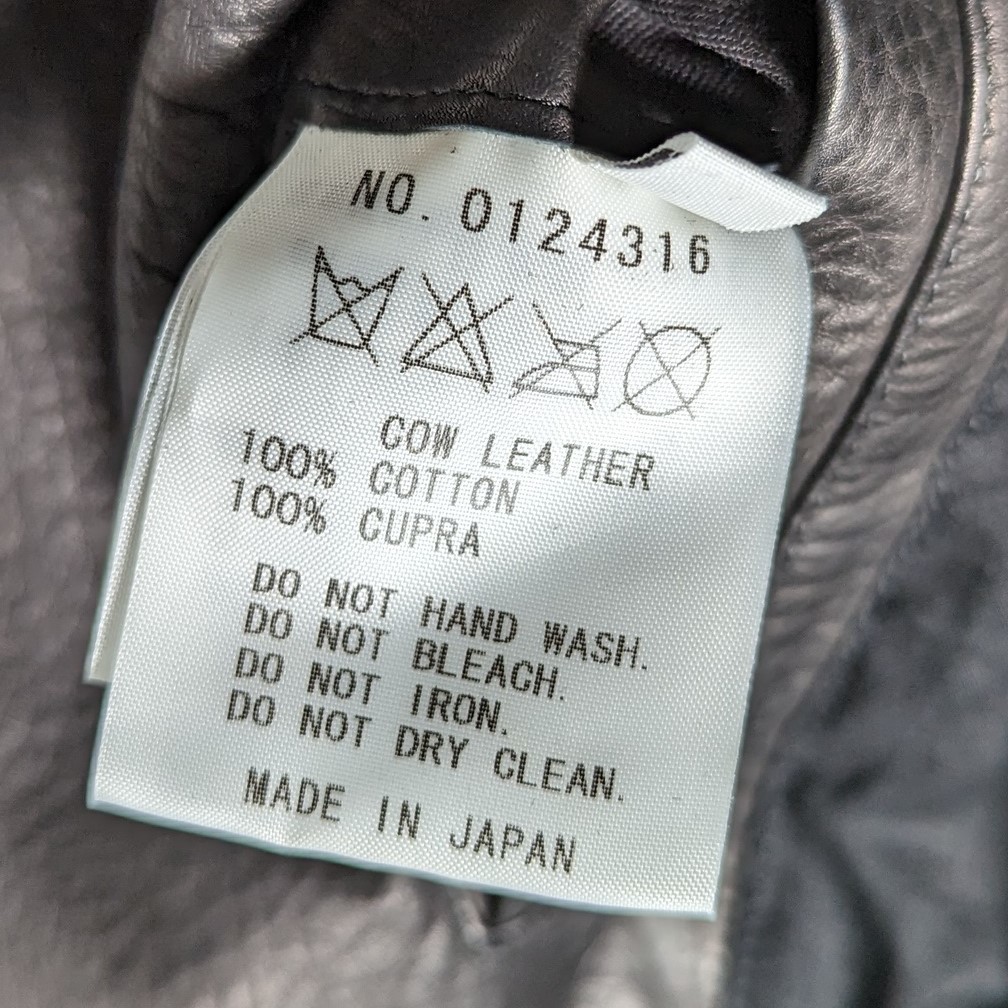 NO. 0124316
COW LEATHER
100% COTTON
100% CUPRA
DO NOT HAND WASH.
DO NOT BLEACH.
DO NOT IRON.
DO NOT DRY CLEAN.
MADE IN JAPAN